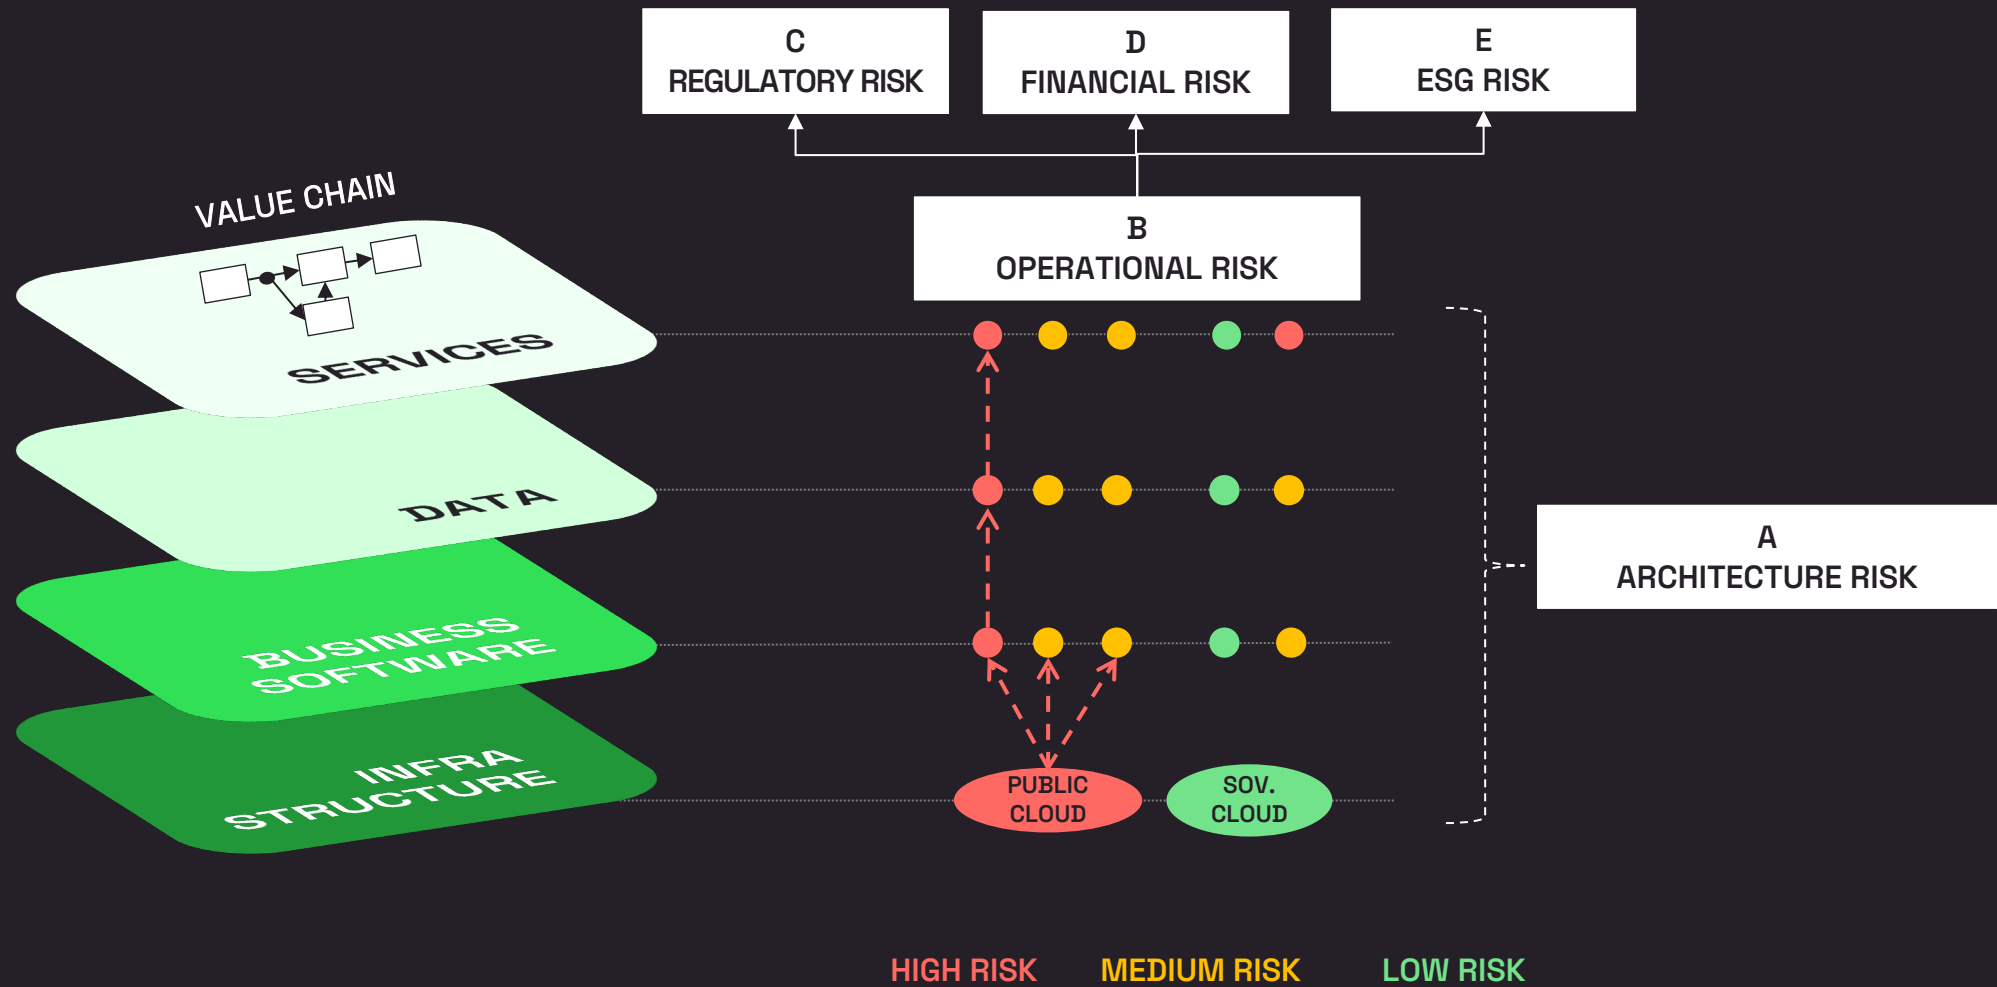 C
REGULATORY RISK
D
FINANCIAL RISK
E
ESG RISK
VALUE CHAIN
B
OPERATIONAL RISK
SERVICES
DATA
A
ARCHITECTURE RISK
BUSINESS
SOFTWARE
INFRA
STRUCTURE
PUBLIC
CLOUD
SOV.
CLOUD
HIGH RISK
MEDIUM RISK
LOW RISK